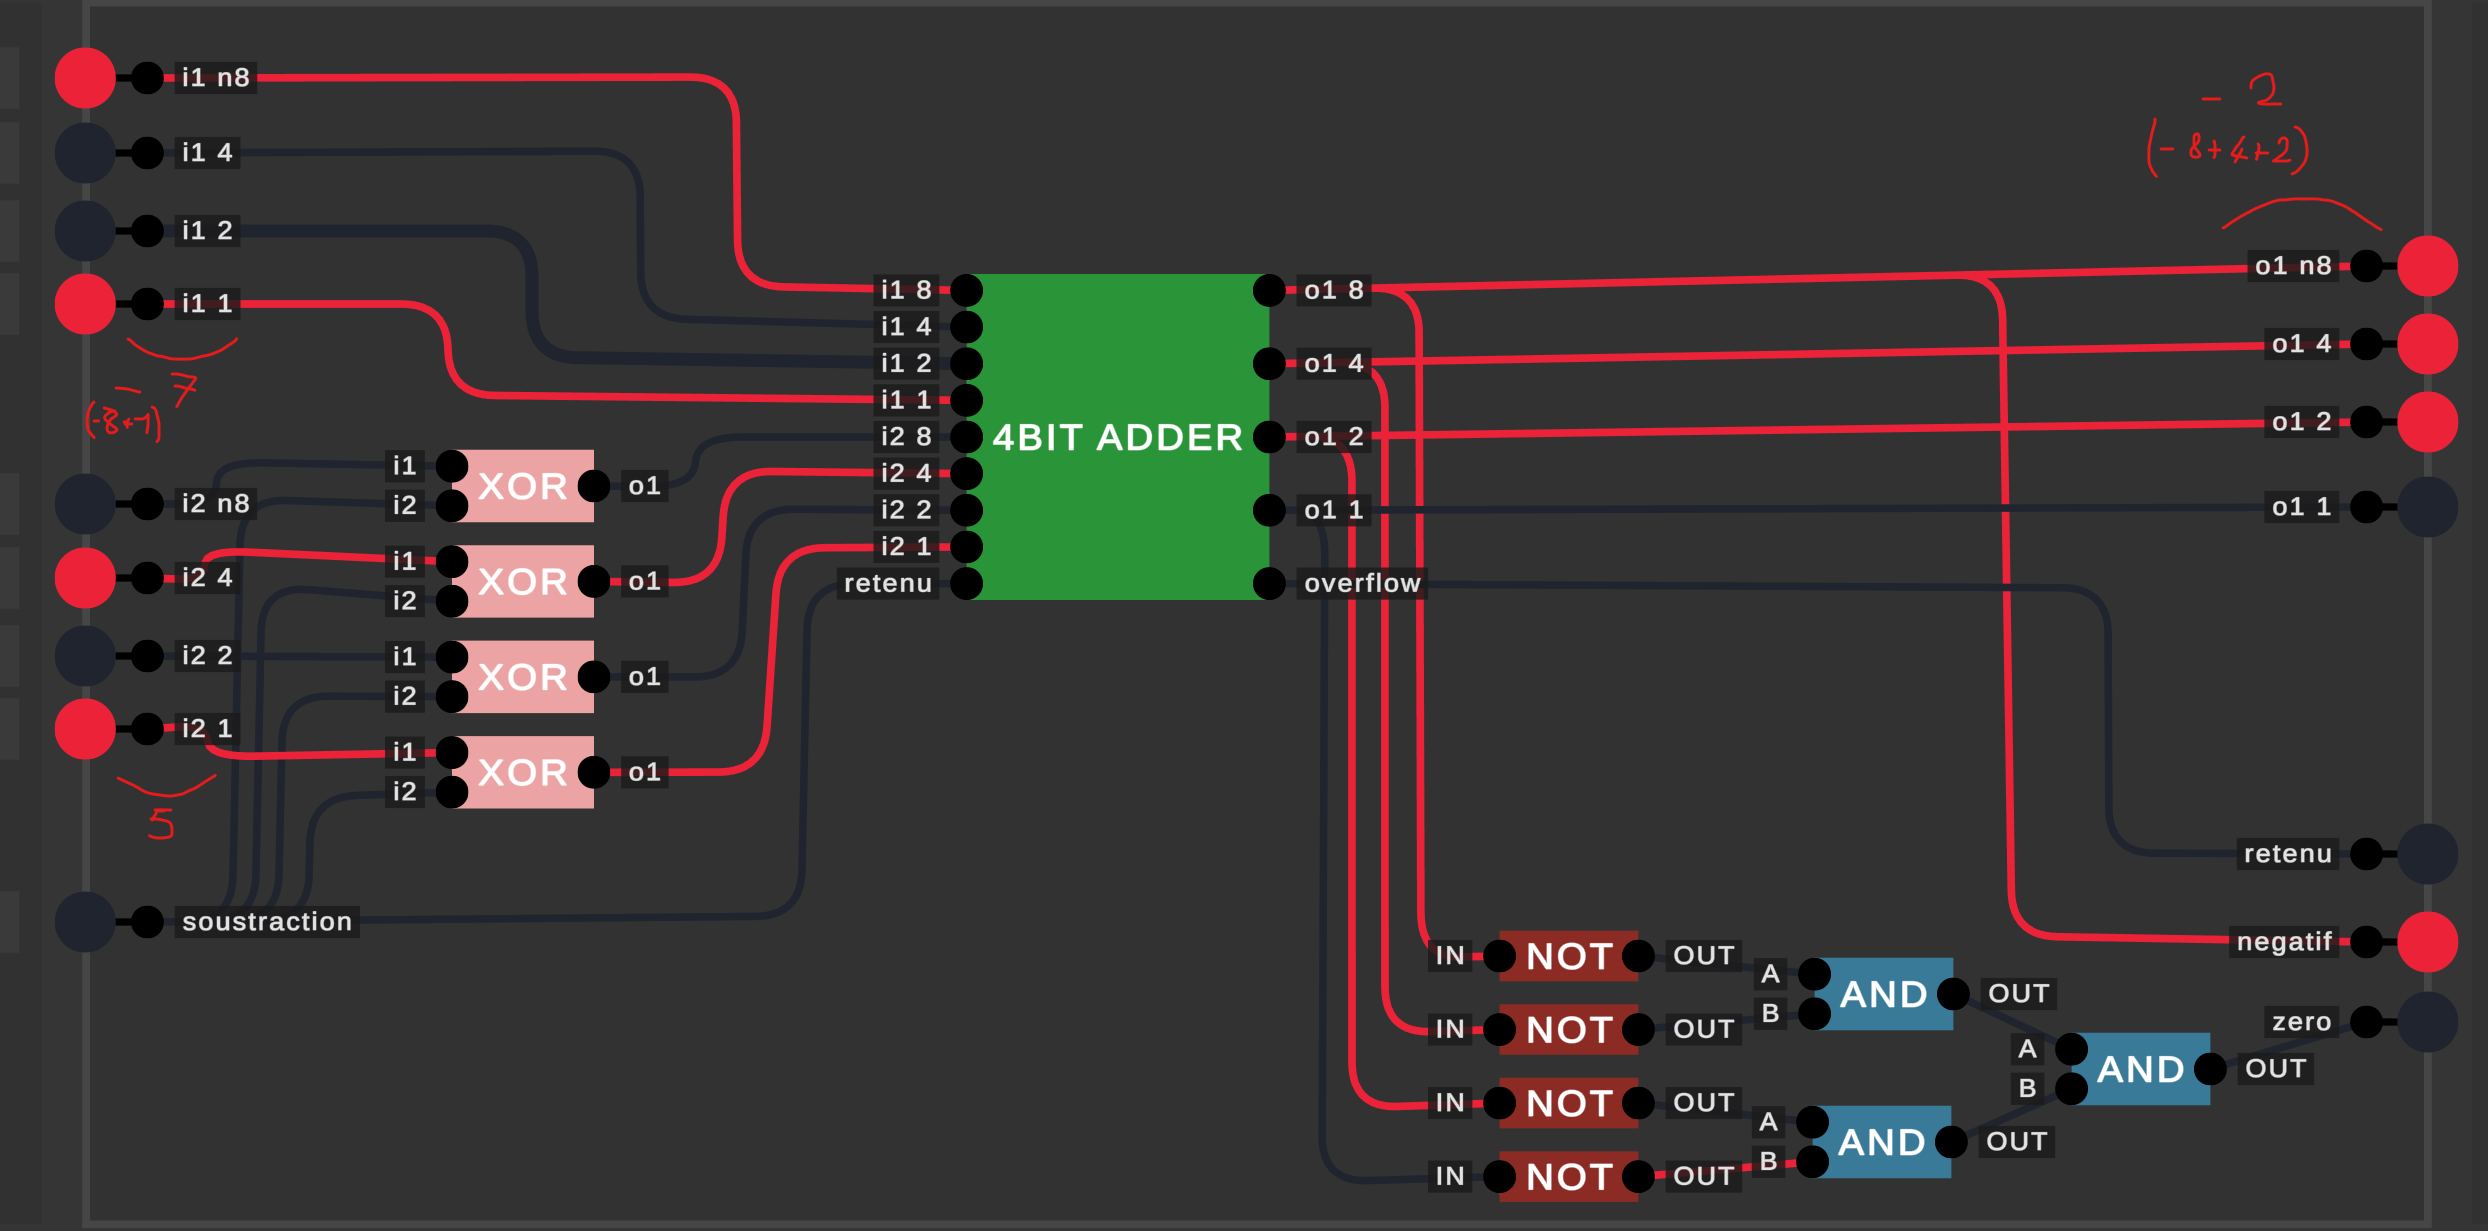 i1 n8
i1 4
i1 2
i1 1
- 7
(-8+1)
i2 n8
i2 4
i2 2
i2 1
5
soustraction
i1
i2
XOR
o1
i1
i2
XOR
o1
i1
i2
XOR
o1
i1
i2
XOR
o1
i1 8
i1 4
i1 2
i1 1
i2 8
i2 4
i2 2
i2 1
retenu
4BIT ADDER
o1 8
o1 4
o1 2
o1 1
overflow
IN
NOT
OUT
IN
NOT
OUT
IN
NOT
OUT
IN
NOT
OUT
A
B
AND
OUT
A
B
AND
OUT
A
B
AND
OUT
- 2
(-8+4+2)
o1 n8
o1 4
o1 2
o1 1
retenu
negatif
zero